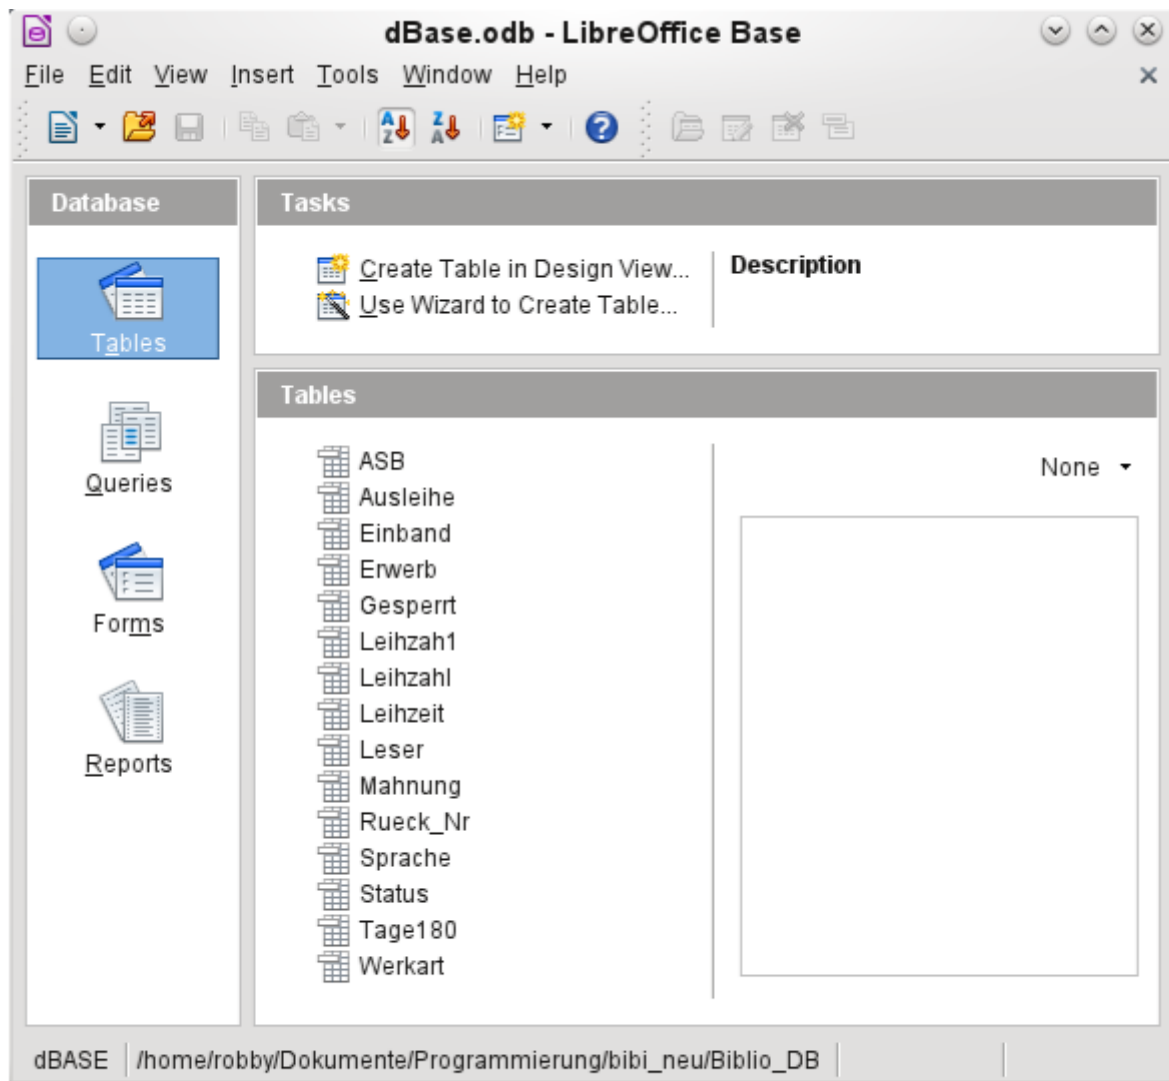 dBase.odb - LibreOffice Base
File Edit View Insert Tools Window Help
Database
Tables
Queries
Forms
Reports
Tasks
Create Table in Design View...
Use Wizard to Create Table...
Description
Tables
ASB
Ausleihe
Einband
Erwerb
Gesperrt
Leihzah1
Leihzahl
Leihzeit
Leser
Mahnung
Rueck_Nr
Sprache
Status
Tage180
Werkart
None
dBASE /home/robby/Dokumente/Programmierung/bibi_neu/Biblio_DB